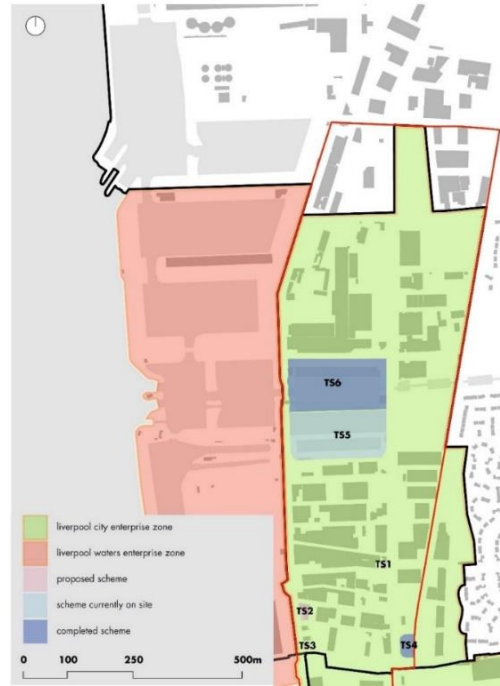 TS6
TS5
TS1
TS2
TS3
TS4
liverpool city enterprise zone
liverpool waters enterprise zone
proposed scheme
scheme currently on site
completed scheme
0 100 250 500m